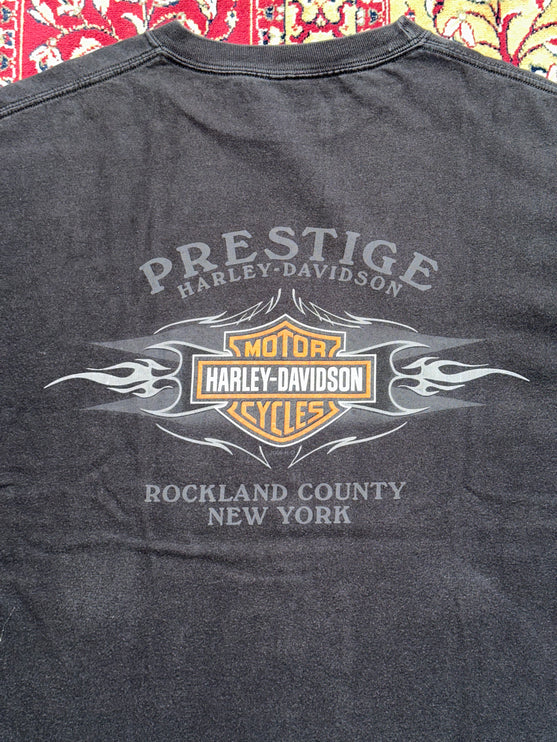 PRESTIGE
HARLEY-DAVIDSON
MOTOR
HARLEY-DAVIDSON
CYCLES
ROCKLAND COUNTY
NEW YORK